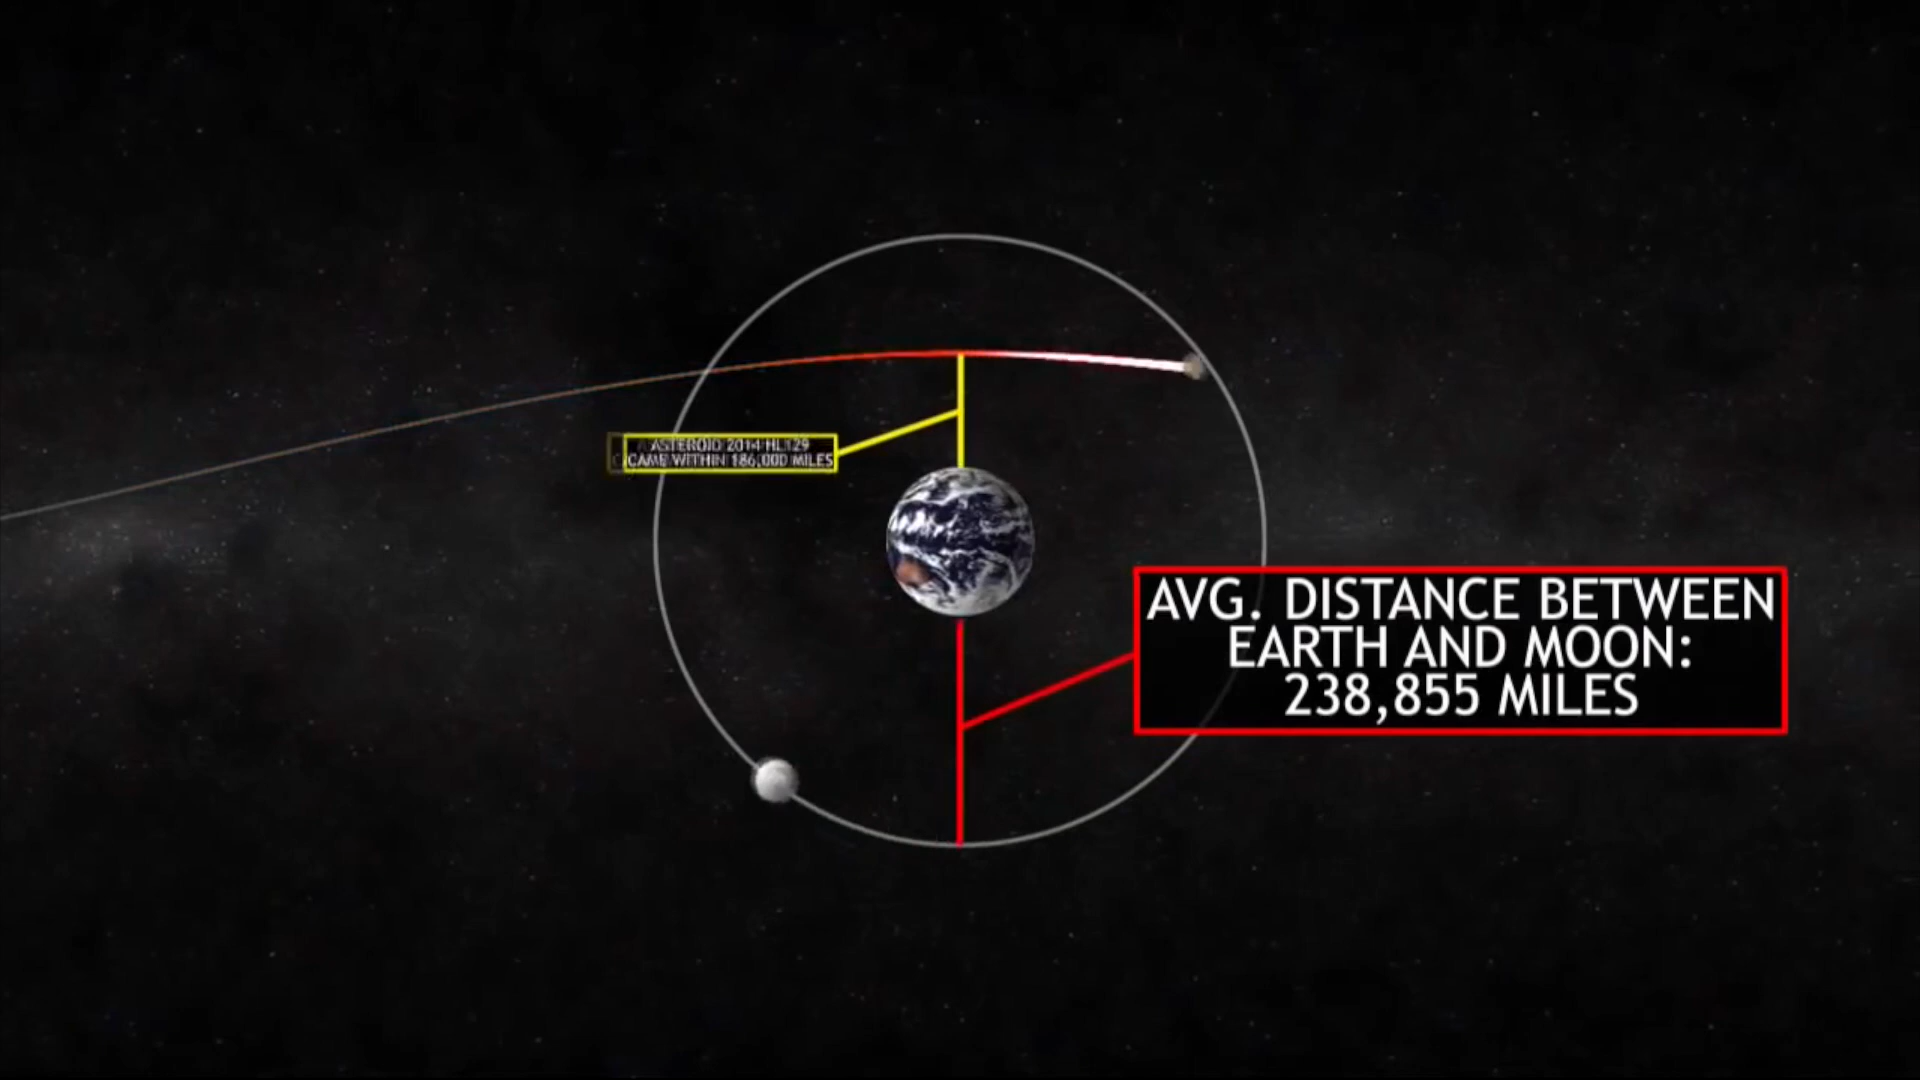 ASTEROID 2014 HL129
CAME WITHIN 186,000 MILES
AVG. DISTANCE BETWEEN
EARTH AND MOON:
238,855 MILES